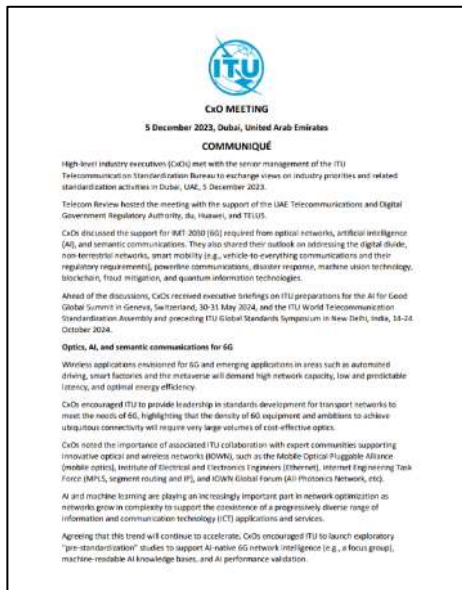 ITU
CxO MEETING
5 December 2023, Dubai, United Arab Emirates
COMMUNIQUÉ
High-level industry executives (CxOs) met with the senior management of the ITU
Telecommunication Standardization Bureau to exchange views on industry priorities and related
standardization activities in Dubai, UAE, 5 December 2023.
Telecom Review hosted the meeting with the support of the UAE Telecommunications and Digital
Government Regulatory Authority, du, Huawei, and TELUS.
CxOs discussed the support for IMT-2030 (6G) required from optical networks, artificial intelligence
(AI), and semantic communications. They also shared their outlook on addressing the digital divide,
non-terrestrial networks, smart mobility (e.g., vehicle-to-everything communications and their
regulatory requirements), powerline communications, disaster response, machine vision technology,
blockchain, fraud mitigation, and quantum information technologies.
Ahead of the discussions, CxOs received executive briefings on ITU preparations for the AI for Good
Global Summit in Geneva, Switzerland, 30-31 May 2024, and the ITU World Telecommunication
Standardization Assembly and preceding ITU Global Standards Symposium in New Delhi, India, 14-24
October 2024.
Optics, AI, and semantic communications for 6G
Wireless applications envisioned for 6G and emerging applications in areas such as automated
driving, smart factories and the metaverse will demand high network capacity, low and predictable
latency, and optimal energy efficiency.
CxOs encouraged ITU to provide leadership in standards development for transport networks to
meet the needs of 6G, highlighting that the density of 6G equipment and ambitions to achieve
ubiquitous connectivity will require very large volumes of cost-effective optics.
CxOs noted the importance of associated ITU collaboration with expert communities supporting
innovative optical and wireless networks (IOWN), such as the Mobile Optical Pluggable Alliance
(mobile optics), Institute of Electrical and Electronics Engineers (Ethernet), Internet Engineering Task
Force (MPLS, segment routing and IP), and IOWN Global Forum (All-Photonics Network, etc).
AI and machine learning are playing an increasingly important part in network optimization as
networks grow in complexity to support the coexistence of a progressively diverse range of
information and communication technology (ICT) applications and services.
Agreeing that this trend will continue to accelerate, CxOs encouraged ITU to launch exploratory
"pre-standardization" studies to support AI-native 6G network intelligence (e.g., a focus group),
machine-readable AI knowledge bases, and AI performance validation.